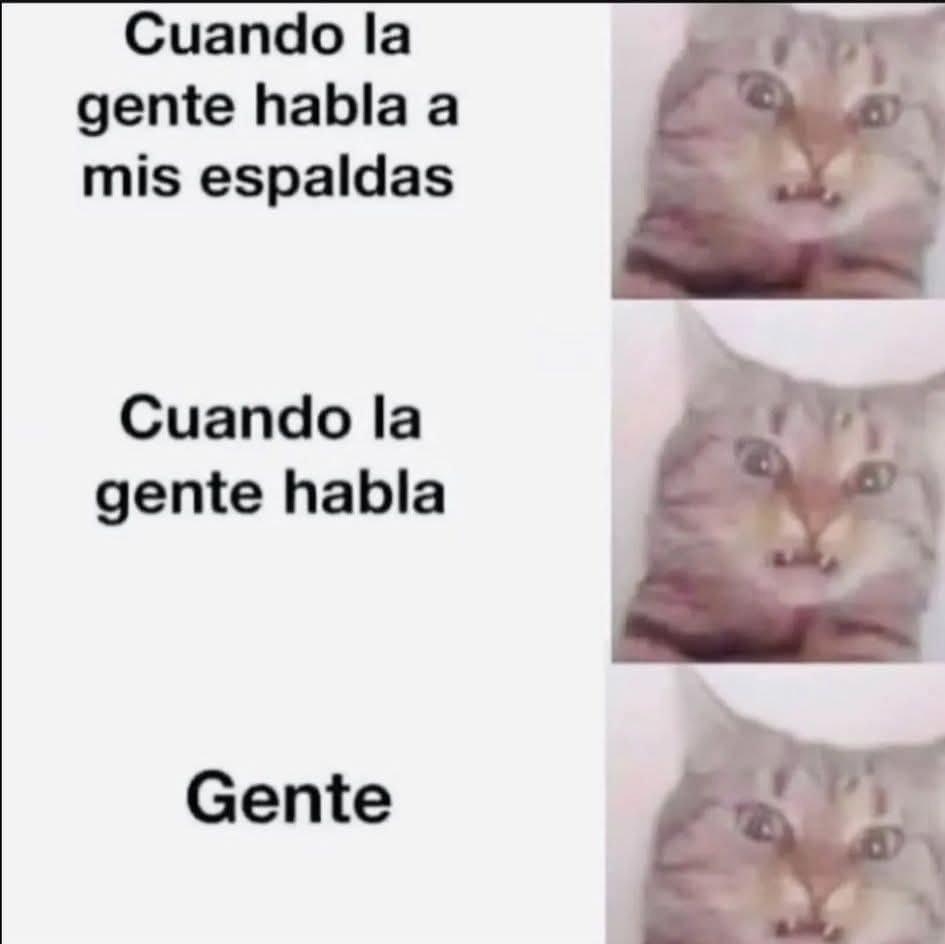 Cuando la
gente habla a
mis espaldas
Cuando la
gente habla
Gente